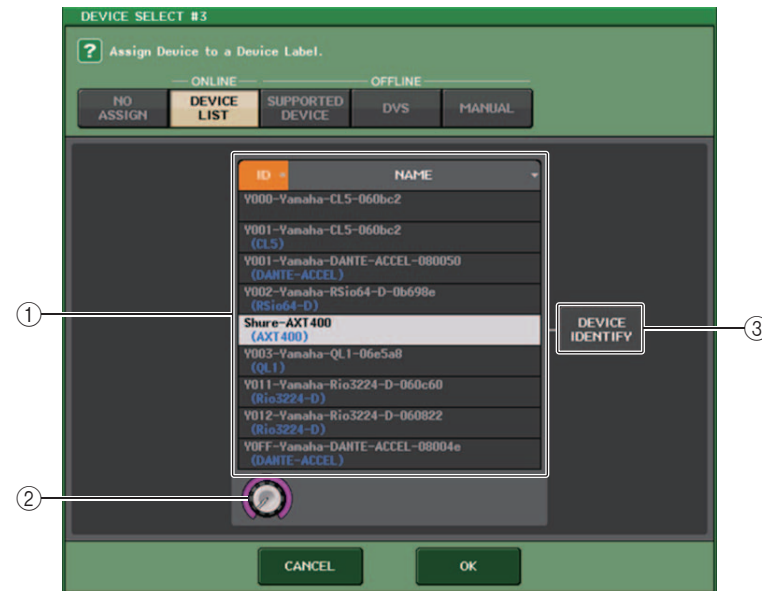 DEVICE SELECT #3
? Assign Device to a Device Label.
ONLINE
OFFLINE
NO ASSIGN
DEVICE LIST
SUPPORTED DEVICE
DVS
MANUAL
ID
NAME
Y000-Yamaha-CL5-060bc2
Y001-Yamaha-CL5-060bc2
(CL5)
Y001-Yamaha-DANTE-ACCEL-080050
(DANTE-ACCEL)
Y002-Yamaha-RSio64-D-0b698e
(RSio64-D)
Shure-AXT400
(AXT400)
Y003-Yamaha-QL1-06e5a8
(QL1)
Y011-Yamaha-Rio3224-D-060c60
(Rio3224-D)
Y012-Yamaha-Rio3224-D-060822
(Rio3224-D)
Y0FF-Yamaha-DANTE-ACCEL-08004e
(DANTE-ACCEL)
DEVICE IDENTIFY
①
②
③
CANCEL
OK